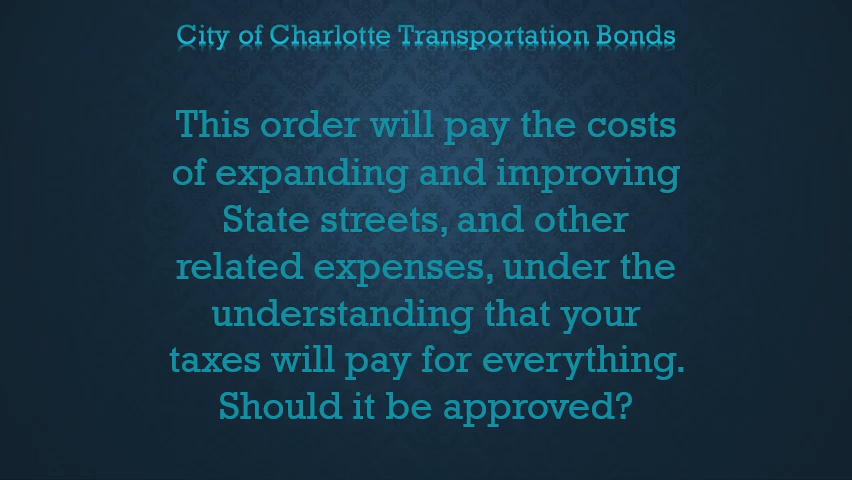 City of Charlotte Transportation Bonds
This order will pay the costs
of expanding and improving
State streets, and other
related expenses, under the
understanding that your
taxes will pay for everything.
Should it be approved?